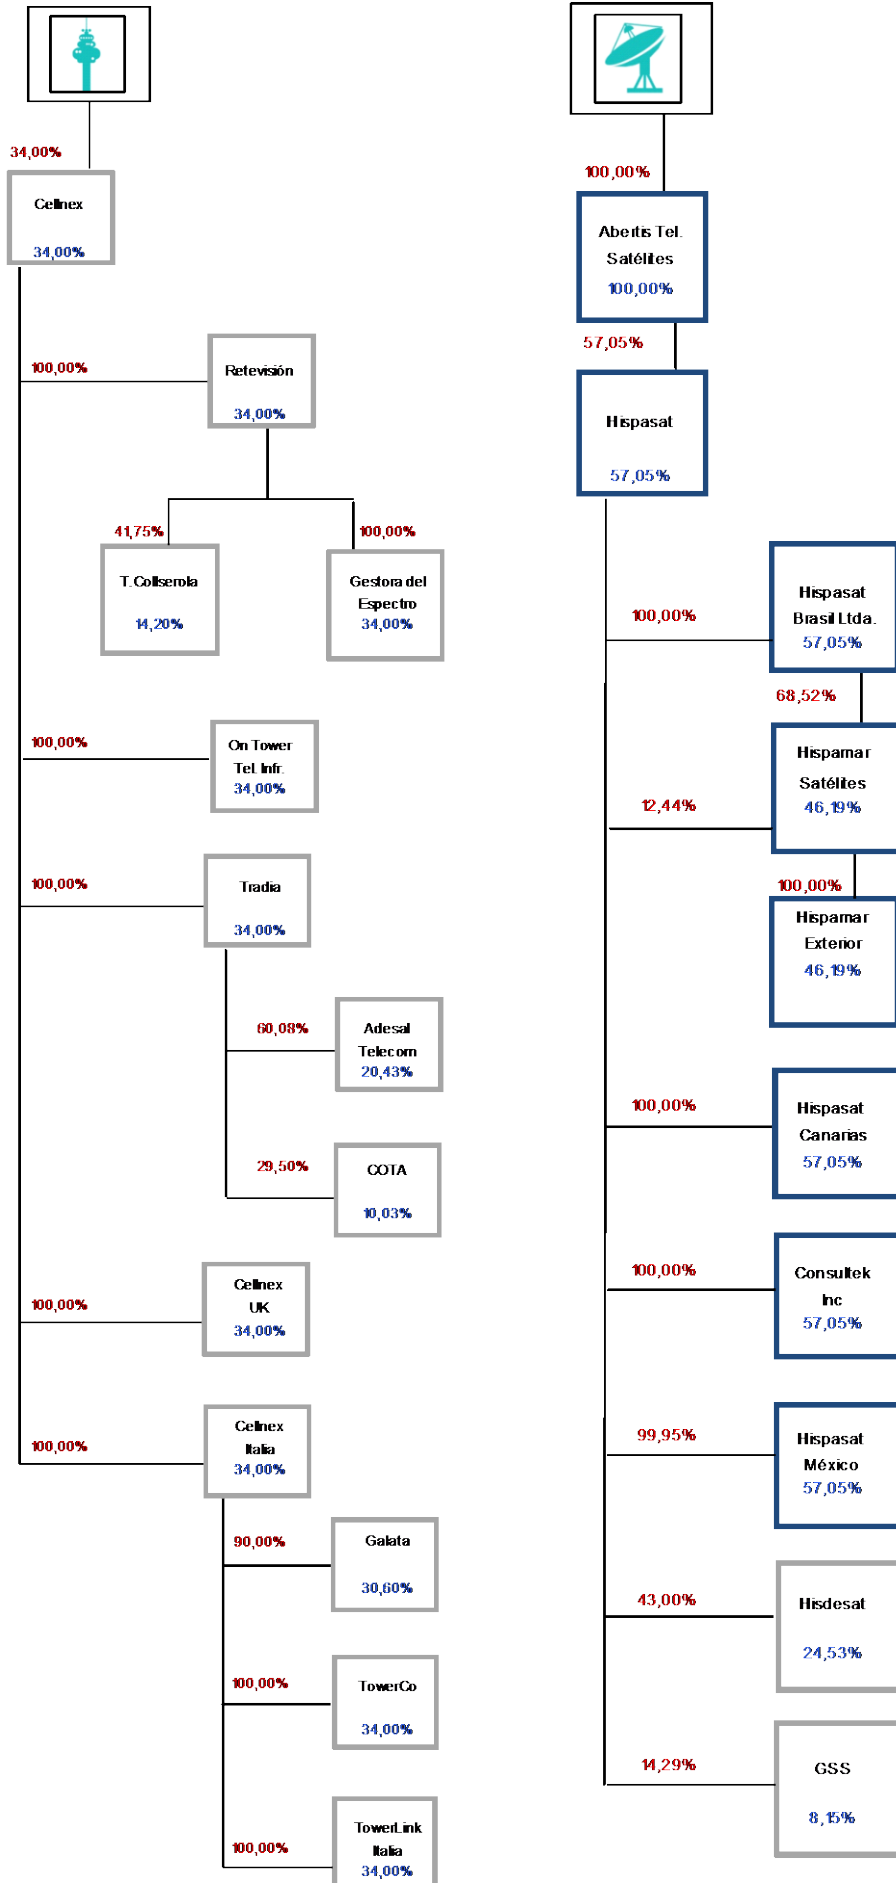 34,00%
Cellnex
34,00%
100,00%
Retevisión
34,00%
41,75%
T. Collserola
14,20%
100,00%
Gestora del
Espectro
34,00%
100,00%
On Tower
Tel. Infr.
34,00%
100,00%
Tradia
34,00%
60,08%
Adesal
Telecom
20,43%
29,50%
COTA
10,03%
100,00%
Cellnex
UK
34,00%
100,00%
Cellnex
Italia
34,00%
90,00%
Galata
30,60%
100,00%
TowerCo
34,00%
100,00%
TowerLink
Italia
34,00%
100,00%
Abertis Tel.
Satélites
100,00%
57,05%
Hispasat
57,05%
100,00%
Hispasat
Brasil Ltda.
57,05%
68,52%
12,44%
Hispamar
Satélites
46,19%
100,00%
Hispamar
Exterior
46,19%
100,00%
Hispasat
Canarias
57,05%
100,00%
Consultek
Inc
57,05%
99,95%
Hispasat
México
57,05%
43,00%
Hisdesat
24,53%
14,29%
GSS
8,15%